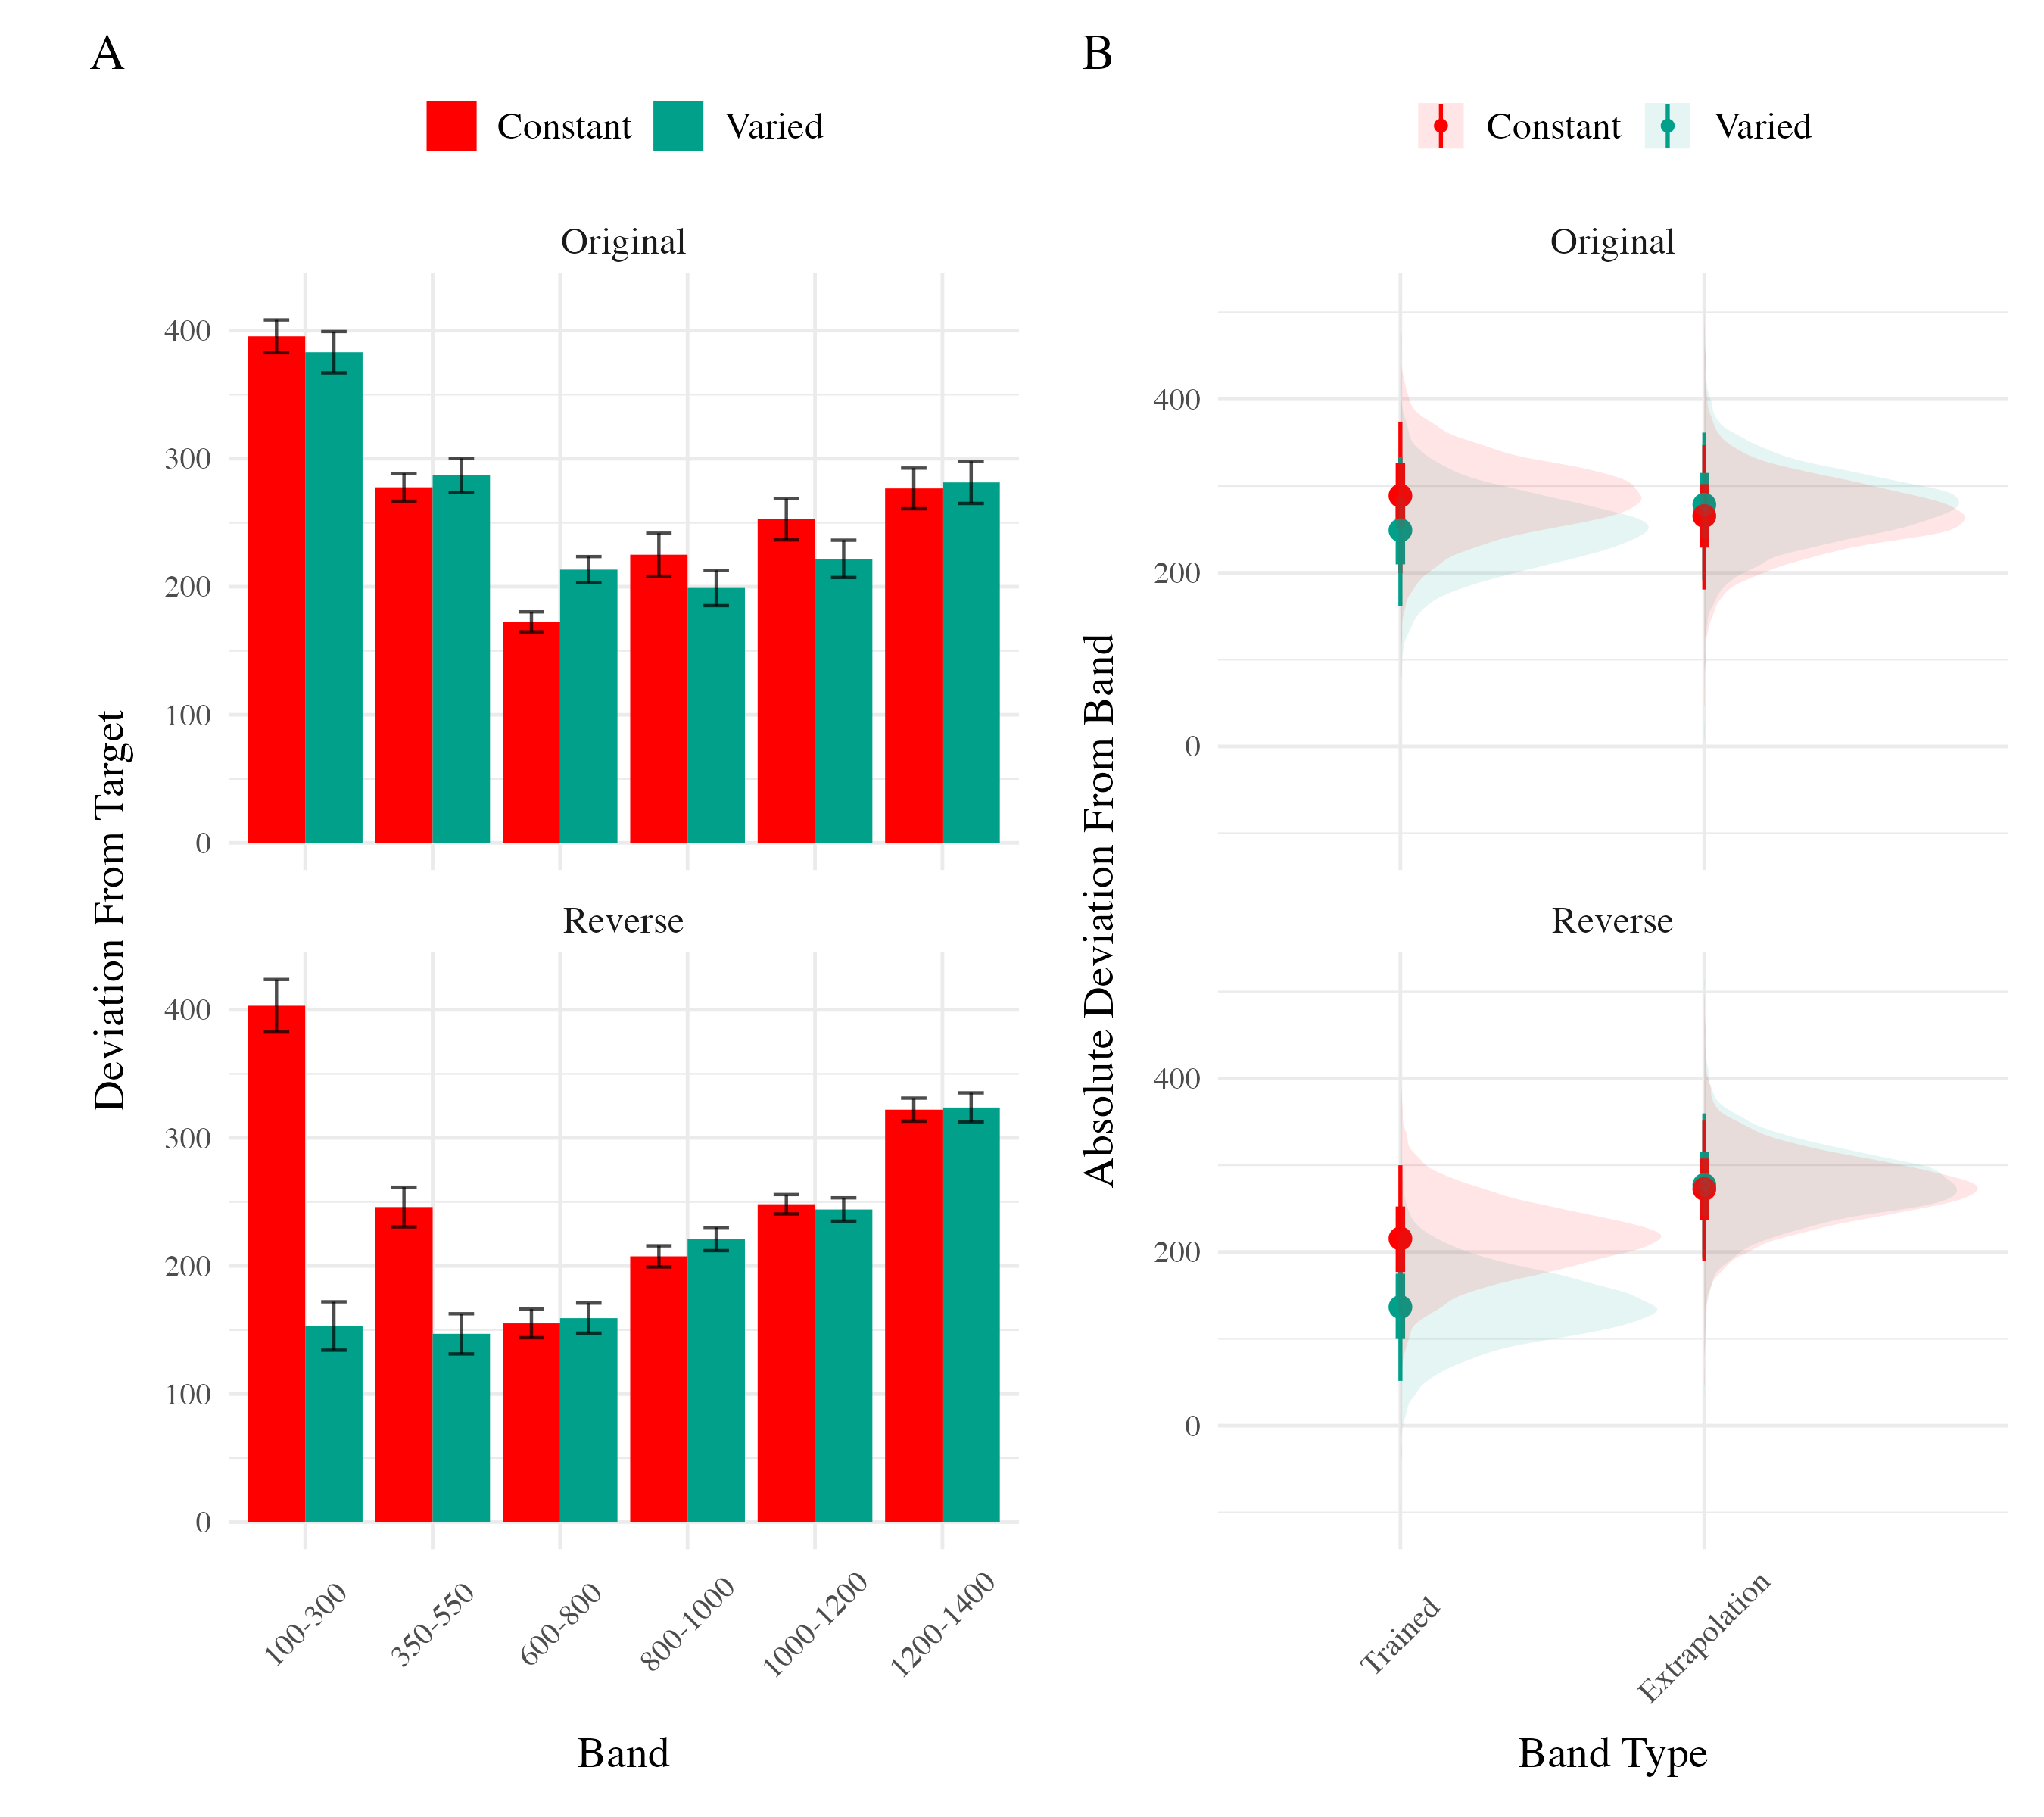 A
Constant Varied
Original
400
300
200
100
0
Reverse
400
300
200
100
0
Deviation From Target
100-300 350-550 600-800 800-1000 1000-1200 1200-1400
Band
B
Constant Varied
Original
400
200
0
Reverse
400
200
0
Absolute Deviation From Band
Trained Extrapolation
Band Type